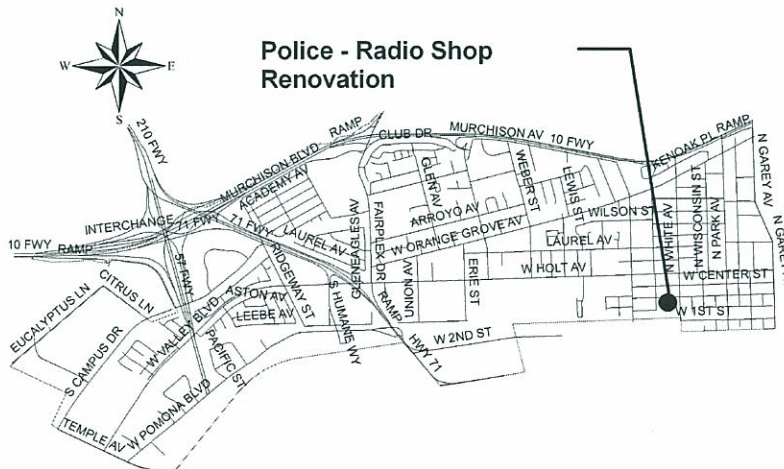 N
W
E
S
Police - Radio Shop
Renovation
210 FWY
RAMP
MURCHISON BLVD
ACADEMY AV
CLUB DR
MURCHISON AV
10 FWY
KENOAK PL
RAMP
N GAREY AV
N GAREY
GLEN AV
WEBER ST
LEWIS ST
WILSON ST
N WHITE AV
N WISCONSIN ST
N PARK AV
INTERCHANGE
71 FWY
71 FWY
10 FWY
RAMP
LAUREL AV
GLENEAGLES AV
FAIRPLEX DR
ARROYO AV
W ORANGE GROVE AV
LAUREL AV
W HOLT AV
W CENTER ST
57 FWY
CITRUS LN
EUCALYPTUS LN
RIDGEWAY ST
ASTON AV
LEEBE AV
S HUMANE WY
RAMP
UNION AV
ERIE ST
W 1ST ST
W 2ND ST
HWY 71
S CAMPUS DR
W VALLEY BLVD
PACIFIC ST
W POMONA BLVD
TEMPLE AV